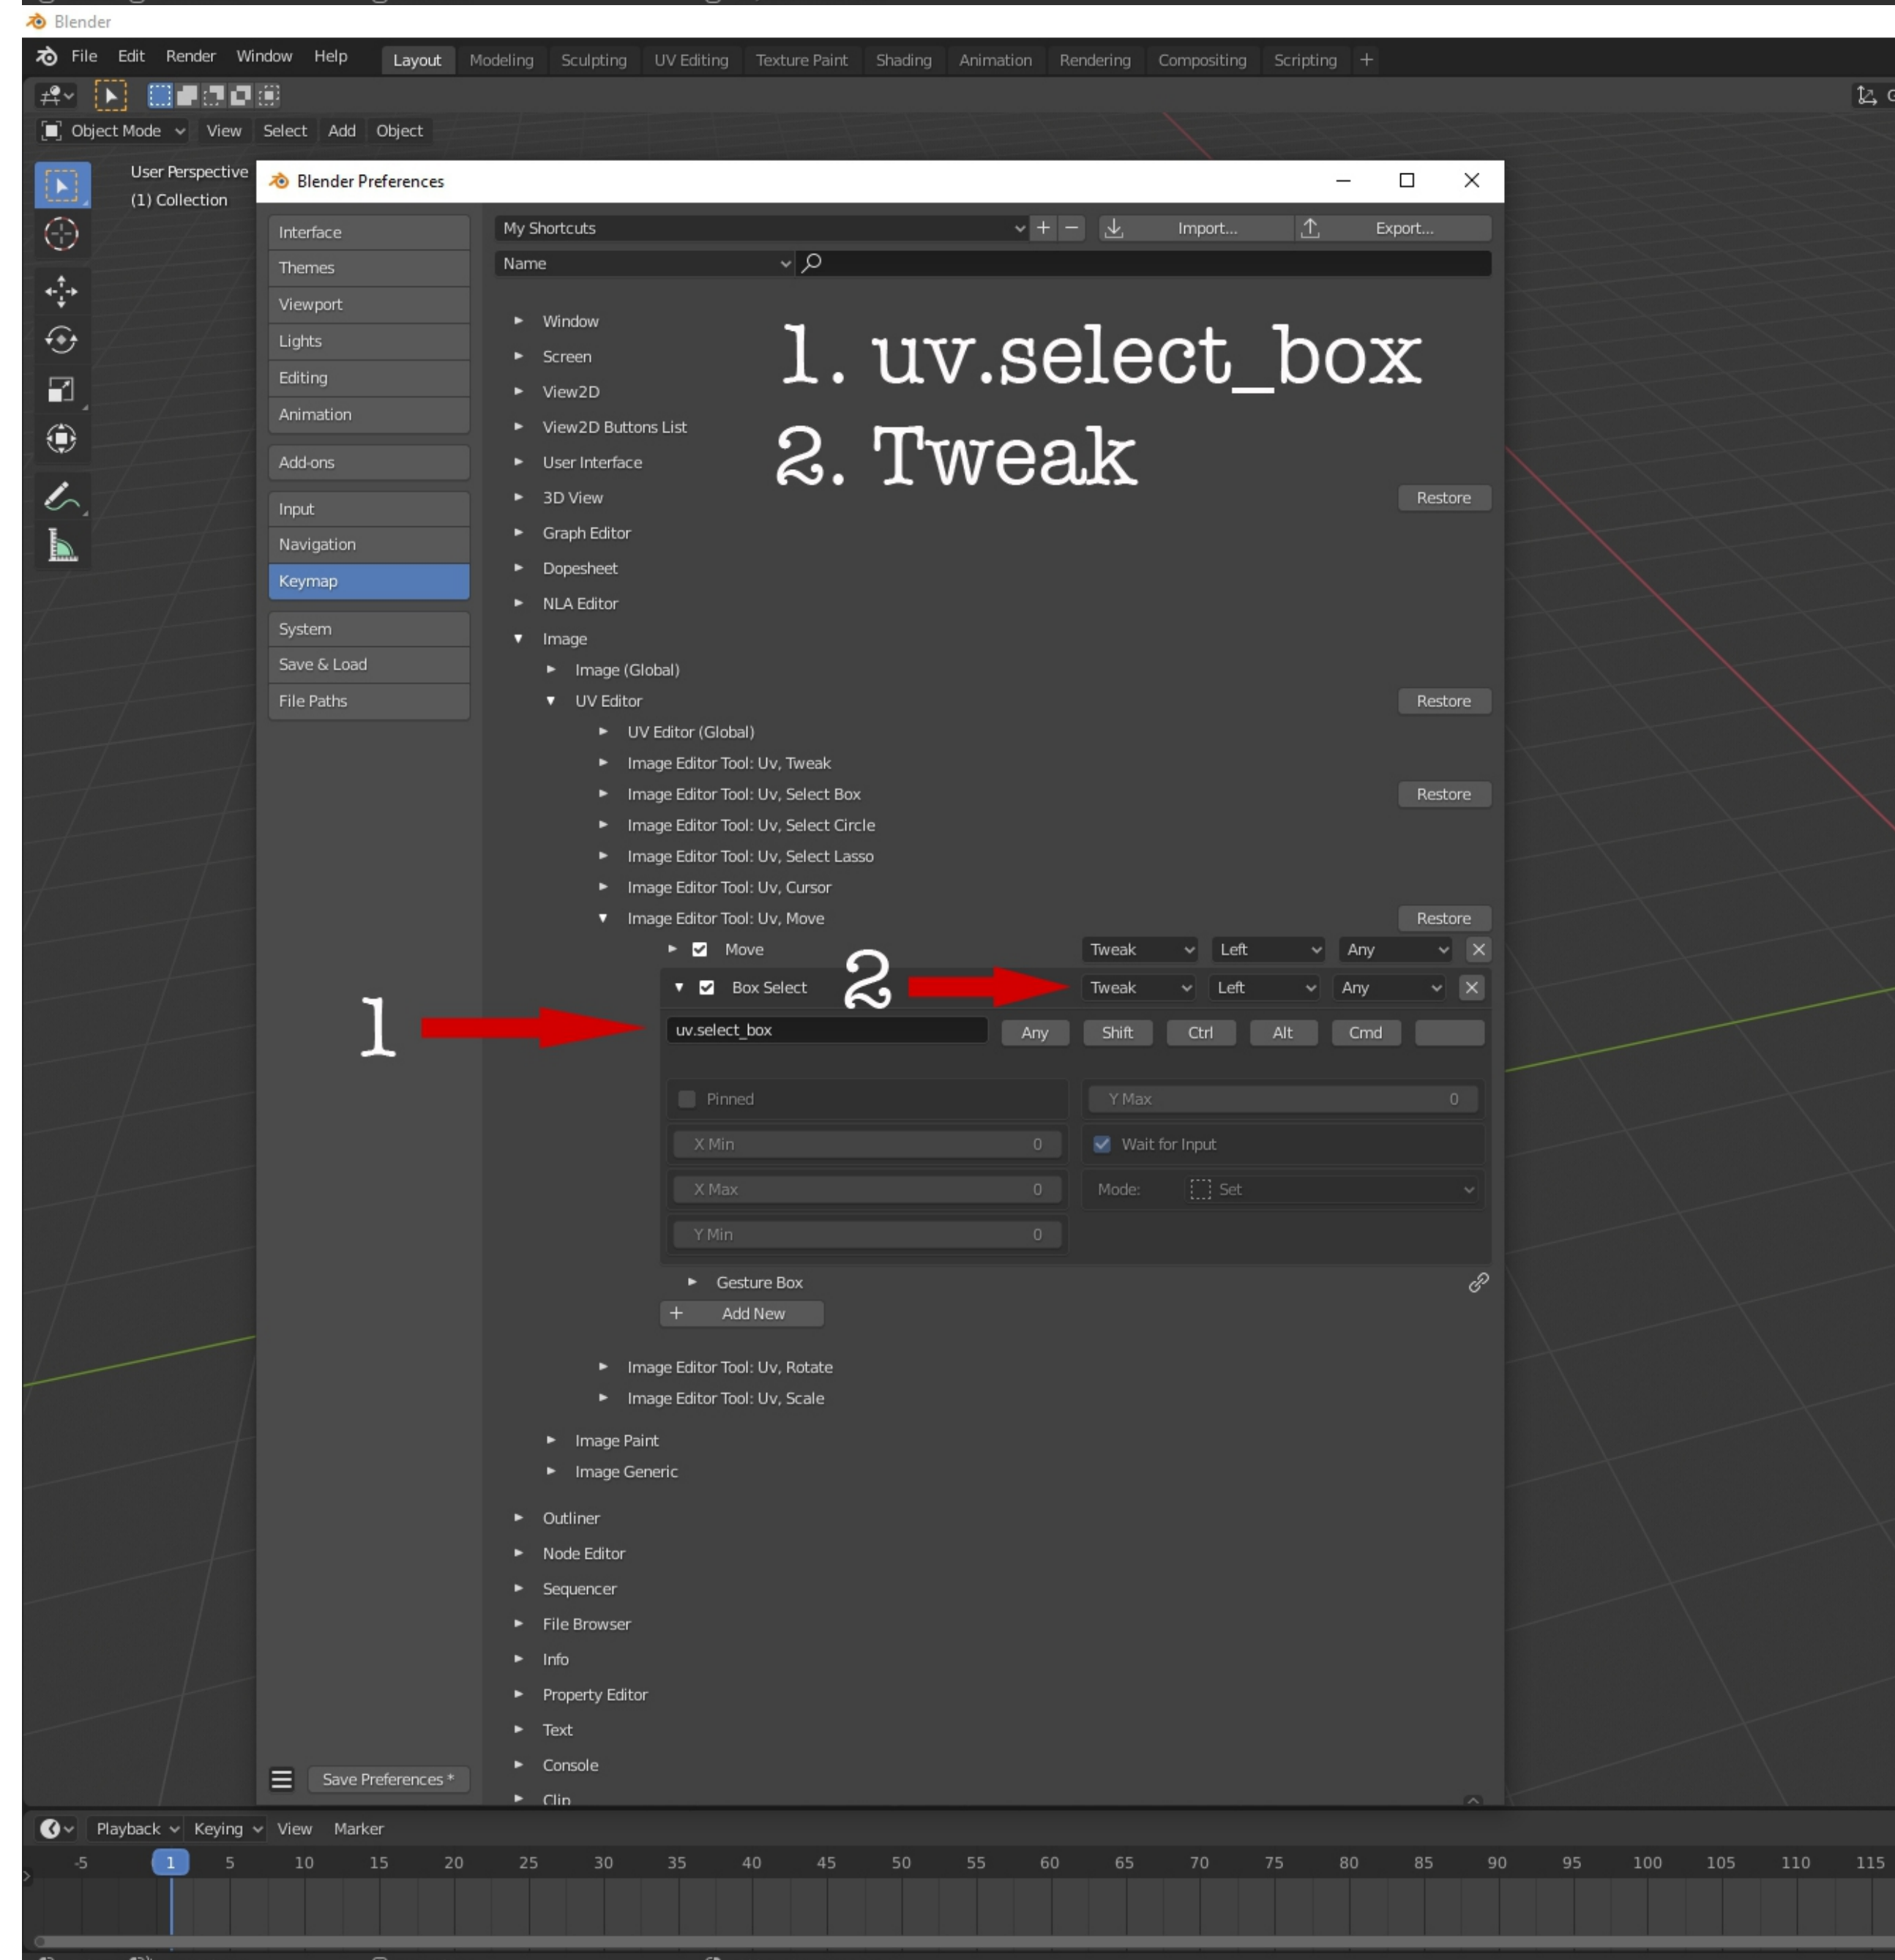 Blender
File Edit Render Window Help Layout Modeling Sculpting UV Editing Texture Paint Shading Animation Rendering Compositing Scripting +
Object Mode View Select Add Object
User Perspective
(1) Collection
Blender Preferences
Interface
Themes
Viewport
Lights
Editing
Animation
Add-ons
Input
Navigation
Keymap
System
Save & Load
File Paths
Save Preferences *
My Shortcuts + − Import... Export...
Name
1. uv.select_box
2. Tweak
Window
Screen
View2D
View2D Buttons List
User Interface
3D View Restore
Graph Editor
Dopesheet
NLA Editor
Image
Image (Global)
UV Editor Restore
UV Editor (Global)
Image Editor Tool: Uv, Tweak
Image Editor Tool: Uv, Select Box Restore
Image Editor Tool: Uv, Select Circle
Image Editor Tool: Uv, Select Lasso
Image Editor Tool: Uv, Cursor
Image Editor Tool: Uv, Move Restore
Move Tweak Left Any
Box Select 2 Tweak Left Any
1 uv.select_box Any Shift Ctrl Alt Cmd
Pinned Y Max 0
X Min 0 Wait for Input
X Max 0 Mode: Set
Y Min 0
Gesture Box
+ Add New
Image Editor Tool: Uv, Rotate
Image Editor Tool: Uv, Scale
Image Paint
Image Generic
Outliner
Node Editor
Sequencer
File Browser
Info
Property Editor
Text
Console
Clip
Playback Keying View Marker
-5 1 5 10 15 20 25 30 35 40 45 50 55 60 65 70 75 80 85 90 95 100 105 110 115